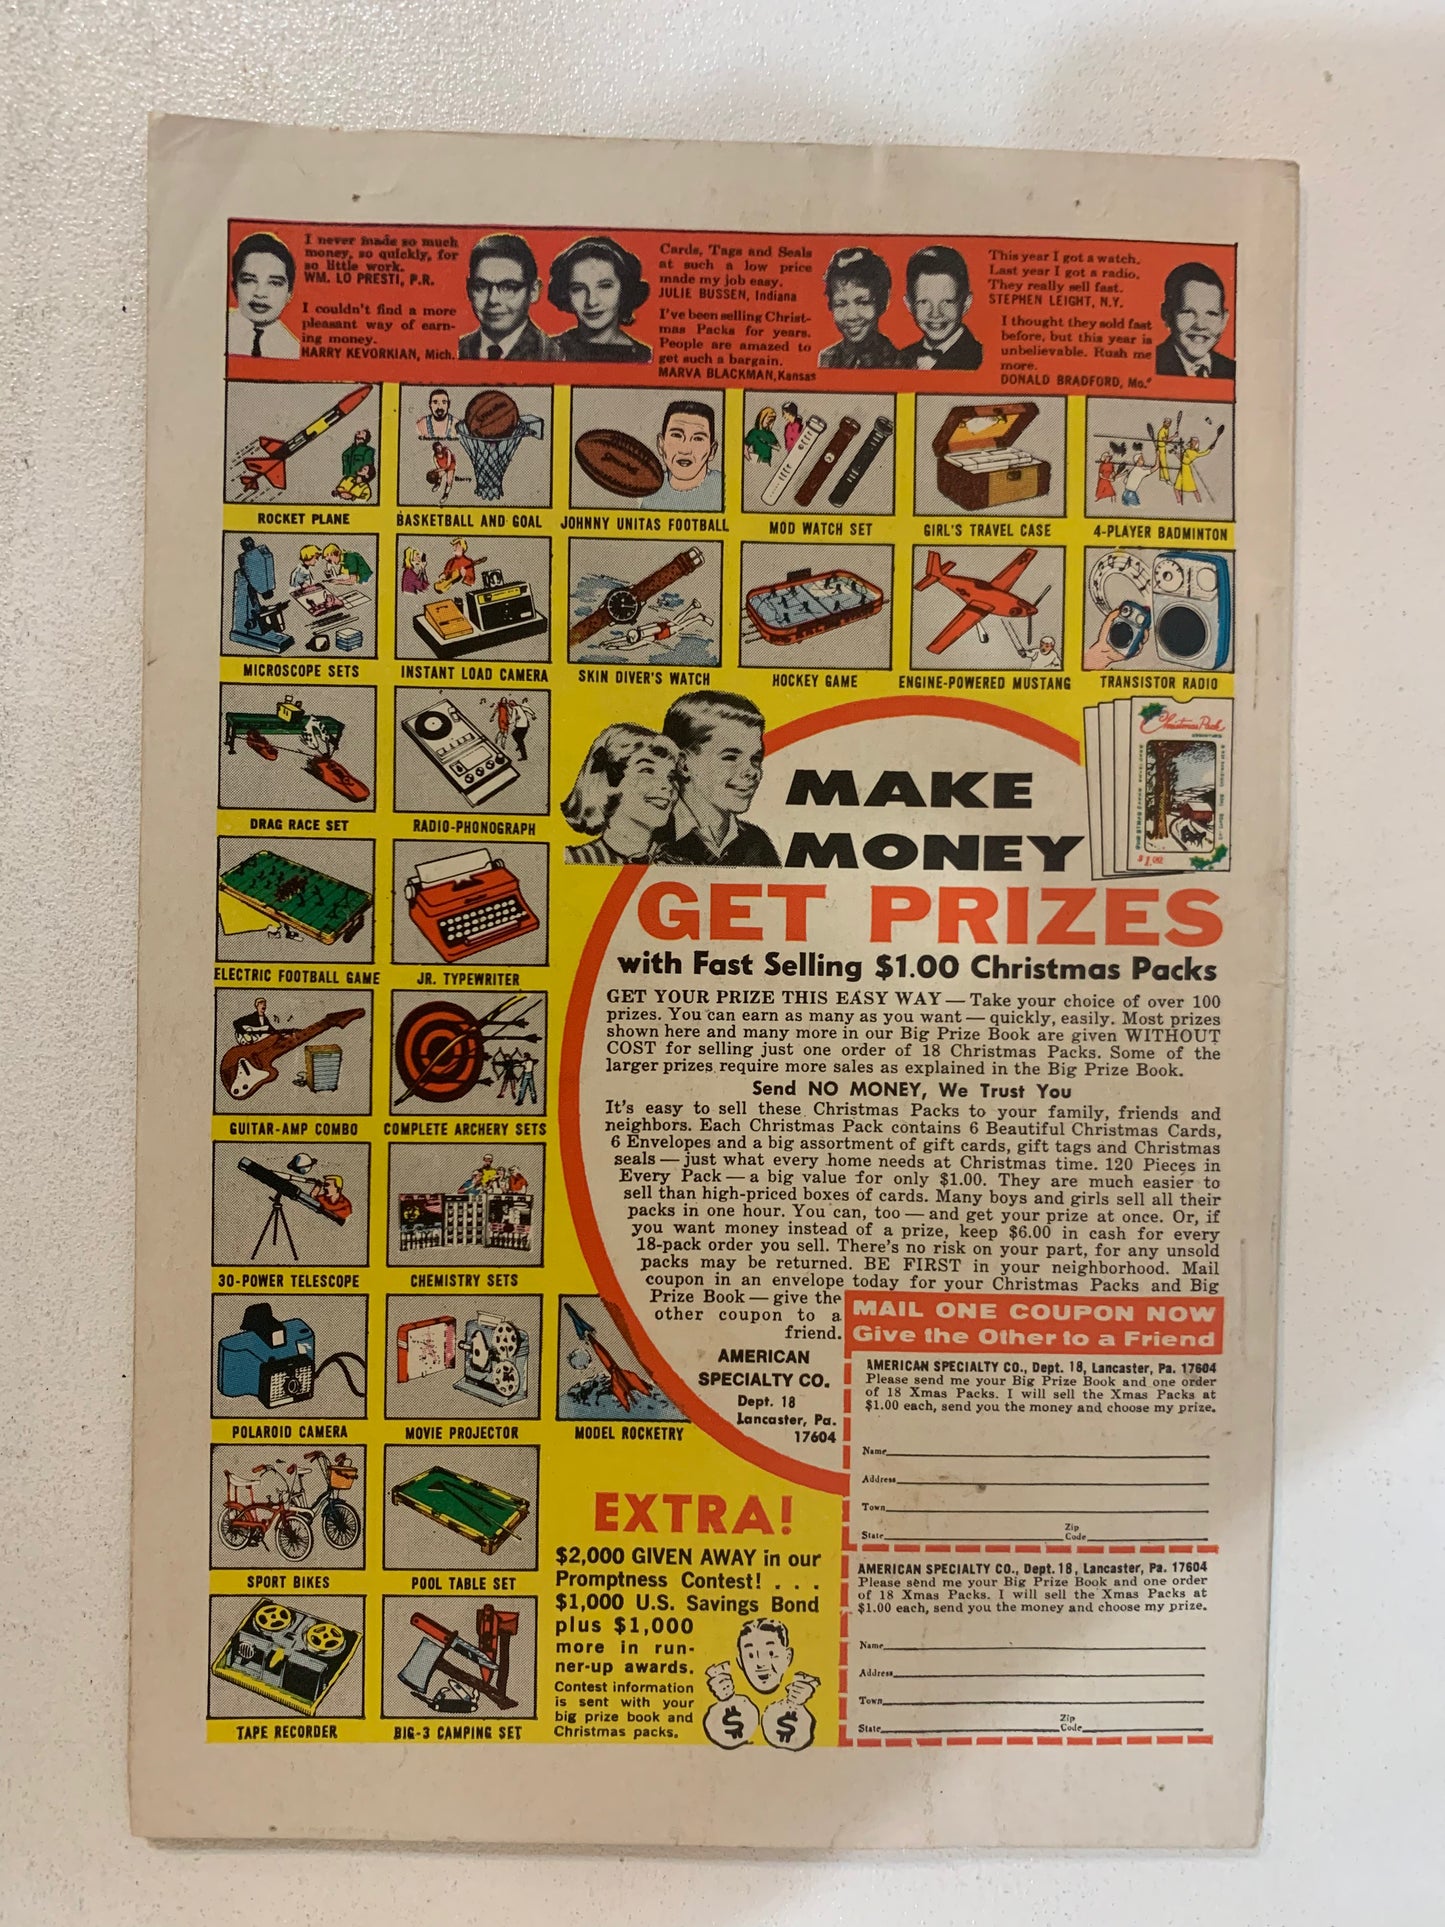 I never made so much
money, so quickly, for
so little work.
WM. LO PRESTI, P.R.
I couldn't find a more
pleasant way of earn-
ing money.
HARRY KEVORKIAN, Mich.
Cards, Tags and Seals
at such a low price
made my job easy.
JULIE BUSSEN, Indiana
I've been selling Christ-
mas Packs for years.
People are amazed to
get such a bargain.
MARVA BLACKMAN, Kansas
This year I got a watch.
Last year I got a radio.
They really sell fast.
STEPHEN LEIGHT, N.Y.
I thought they sold fast
before, but this year is
unbelievable. Rush me
more.
DONALD BRADFORD, Mo.
ROCKET PLANE
BASKETBALL AND GOAL
JOHNNY UNITAS FOOTBALL
MOD WATCH SET
GIRL'S TRAVEL CASE
4-PLAYER BADMINTON
MICROSCOPE SETS
INSTANT LOAD CAMERA
SKIN DIVER'S WATCH
HOCKEY GAME
ENGINE-POWERED MUSTANG
TRANSISTOR RADIO
DRAG RACE SET
RADIO-PHONOGRAPH
ELECTRIC FOOTBALL GAME
JR. TYPEWRITER
GUITAR-AMP COMBO
COMPLETE ARCHERY SETS
30-POWER TELESCOPE
CHEMISTRY SETS
POLAROID CAMERA
MOVIE PROJECTOR
MODEL ROCKETRY
SPORT BIKES
POOL TABLE SET
TAPE RECORDER
BIG-3 CAMPING SET
Christmas Pack
$1.00
MAKE
MONEY
GET PRIZES
with Fast Selling $1.00 Christmas Packs
GET YOUR PRIZE THIS EASY WAY — Take your choice of over 100
prizes. You can earn as many as you want — quickly, easily. Most prizes
shown here and many more in our Big Prize Book are given WITHOUT
COST for selling just one order of 18 Christmas Packs. Some of the
larger prizes require more sales as explained in the Big Prize Book.
Send NO MONEY, We Trust You
It's easy to sell these Christmas Packs to your family, friends and
neighbors. Each Christmas Pack contains 6 Beautiful Christmas Cards,
6 Envelopes and a big assortment of gift cards, gift tags and Christmas
seals — just what every home needs at Christmas time. 120 Pieces in
Every Pack — a big value for only $1.00. They are much easier to
sell than high-priced boxes of cards. Many boys and girls sell all their
packs in one hour. You can, too — and get your prize at once. Or, if
you want money instead of a prize, keep $6.00 in cash for every
18-pack order you sell. There's no risk on your part, for any unsold
packs may be returned. BE FIRST in your neighborhood. Mail
coupon in an envelope today for your Christmas Packs and Big
Prize Book — give the
other coupon to a
friend.
AMERICAN
SPECIALTY CO.
Dept. 18
Lancaster, Pa.
17604
EXTRA!
$2,000 GIVEN AWAY in our
Promptness Contest! . . .
$1,000 U.S. Savings Bond
plus $1,000
more in run-
ner-up awards.
Contest information
is sent with your
big prize book and
Christmas packs.
$ $
MAIL ONE COUPON NOW
Give the Other to a Friend
AMERICAN SPECIALTY CO., Dept. 18, Lancaster, Pa. 17604
Please send me your Big Prize Book and one order
of 18 Xmas Packs. I will sell the Xmas Packs at
$1.00 each, send you the money and choose my prize.
Name
Address
Town
State Zip Code
AMERICAN SPECIALTY CO., Dept. 18, Lancaster, Pa. 17604
Please send me your Big Prize Book and one order
of 18 Xmas Packs. I will sell the Xmas Packs at
$1.00 each, send you the money and choose my prize.
Name
Address
Town
State Zip Code